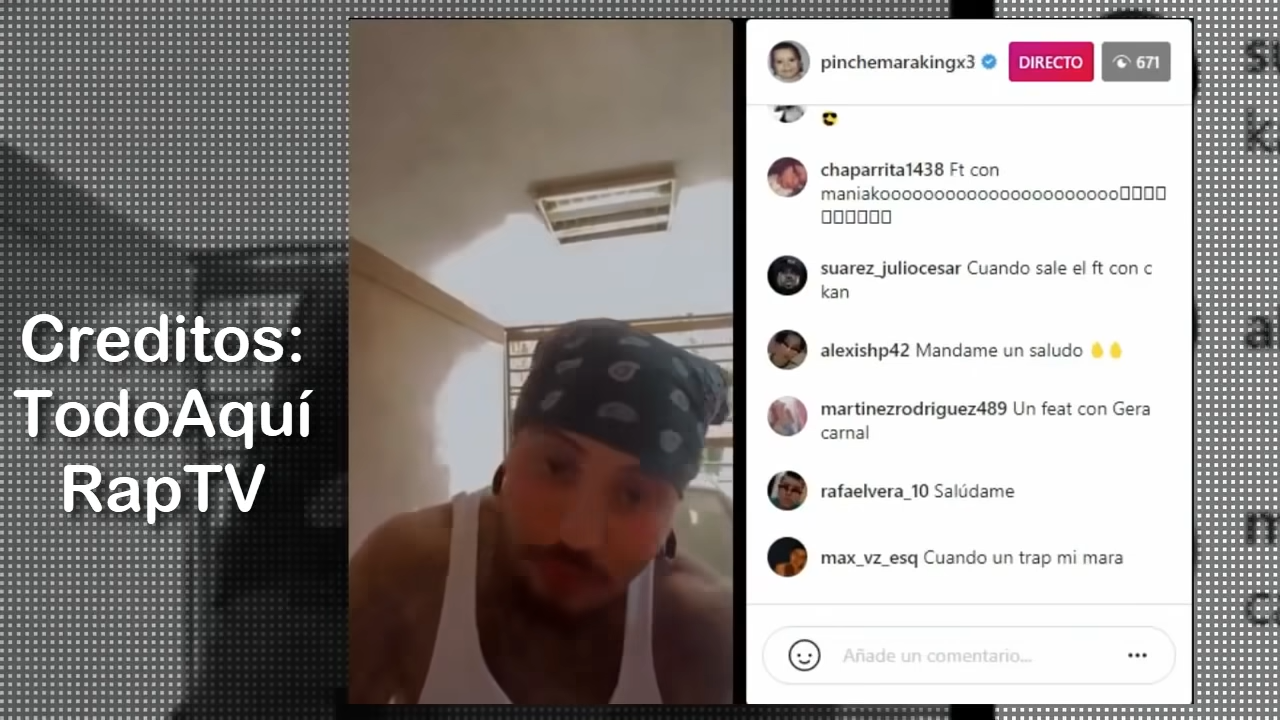 Creditos:
TodoAquí
RapTV
pinchemarakingx3
DIRECTO
671
chaparrita1438 Ft con
maniakoooooooooooooooooooooo
suarez_juliocesar Cuando sale el ft con c
kan
alexishp42 Mandame un saludo
martinezrodriguez489 Un feat con Gera
carnal
rafaelvera_10 Salúdame
max_vz_esq Cuando un trap mi mara
Añade un comentario...